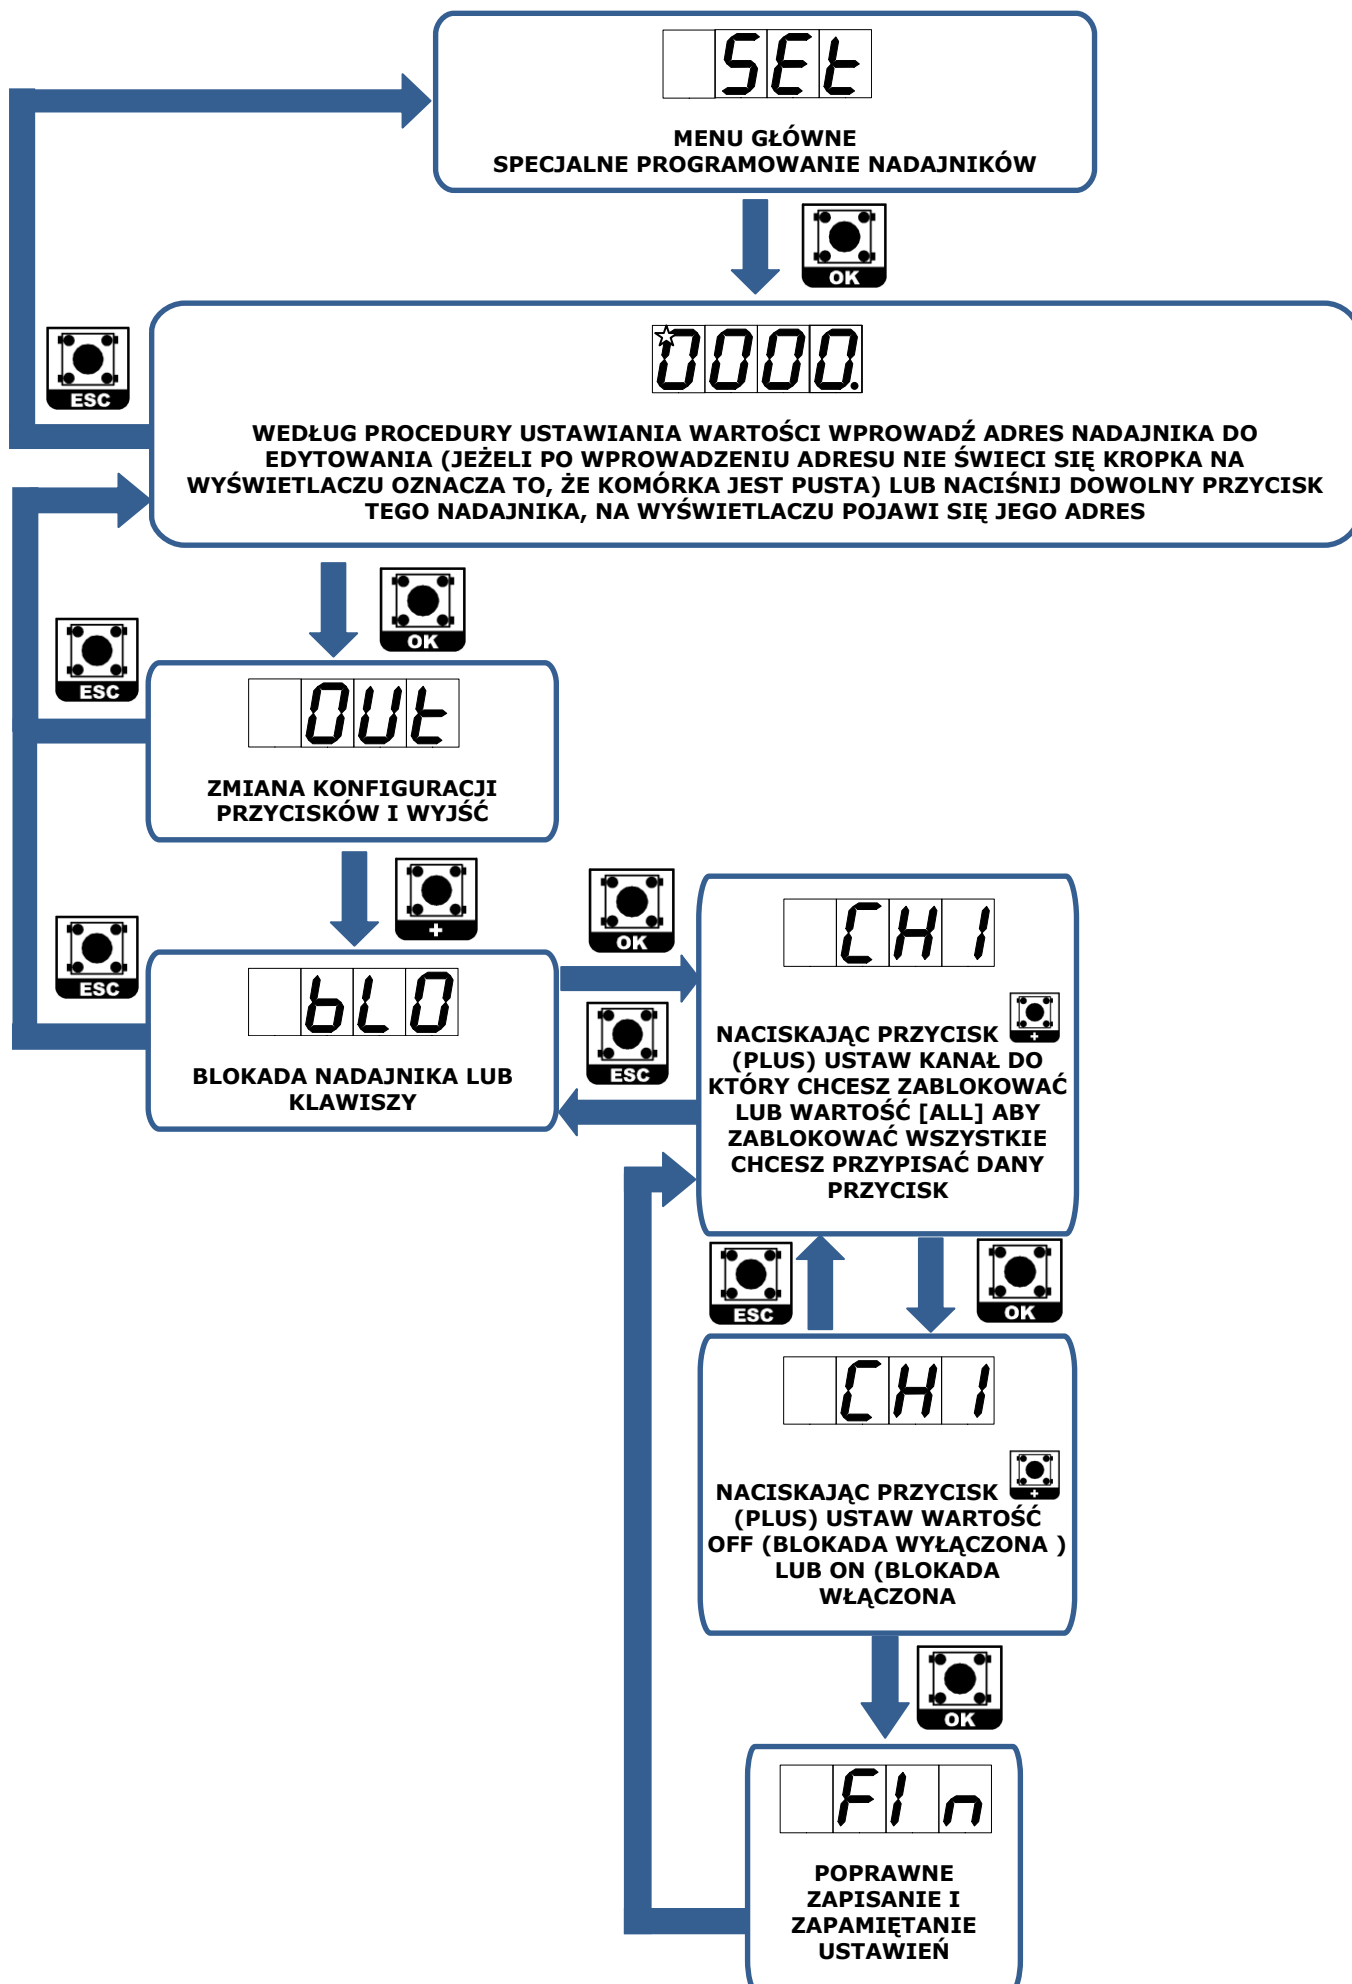 SEt
MENU GŁÓWNE
SPECJALNE PROGRAMOWANIE NADAJNIKÓW
OK
ESC
0000.
WEDŁUG PROCEDURY USTAWIANIA WARTOŚCI WPROWADŹ ADRES NADAJNIKA DO
EDYTOWANIA (JEŻELI PO WPROWADZENIU ADRESU NIE ŚWIECI SIĘ KROPKA NA
WYŚWIETLACZU OZNACZA TO, ŻE KOMÓRKA JEST PUSTA) LUB NACIŚNIJ DOWOLNY PRZYCISK
TEGO NADAJNIKA, NA WYŚWIETLACZU POJAWI SIĘ JEGO ADRES
OK
ESC
OUt
ZMIANA KONFIGURACJI
PRZYCISKÓW I WYJŚĆ
+
OK
ESC
bLO
BLOKADA NADAJNIKA LUB
KLAWISZY
ESC
CH1
NACISKAJĄC PRZYCISK +
(PLUS) USTAW KANAŁ DO
KTÓRY CHCESZ ZABLOKOWAĆ
LUB WARTOŚĆ [ALL] ABY
ZABLOKOWAĆ WSZYSTKIE
CHCESZ PRZYPISAĆ DANY
PRZYCISK
ESC
OK
CH1
NACISKAJĄC PRZYCISK +
(PLUS) USTAW WARTOŚĆ
OFF (BLOKADA WYŁĄCZONA )
LUB ON (BLOKADA
WŁĄCZONA
OK
FIn
POPRAWNE
ZAPISANIE I
ZAPAMIĘTANIE
USTAWIEŃ